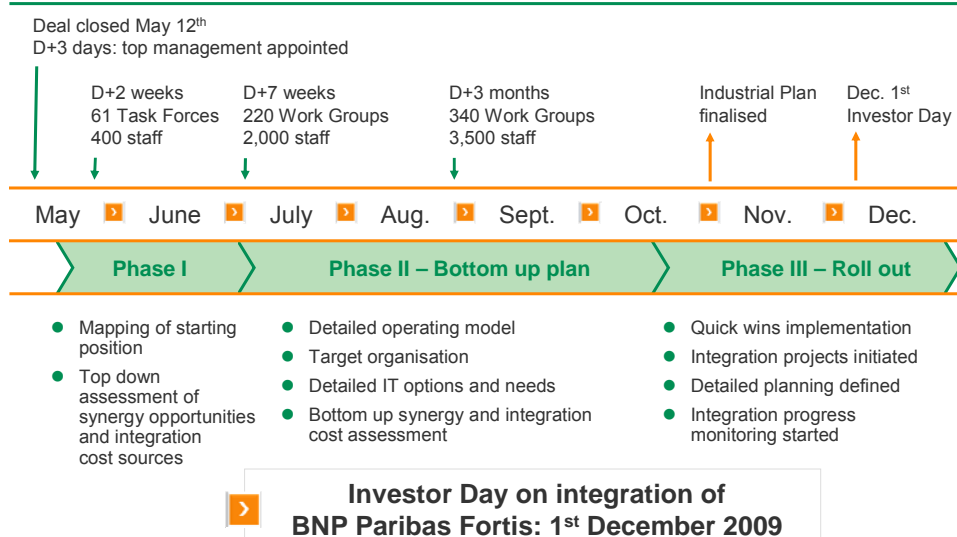 Deal closed May 12th
D+3 days: top management appointed
D+2 weeks
61 Task Forces
400 staff
D+7 weeks
220 Work Groups
2,000 staff
D+3 months
340 Work Groups
3,500 staff
Industrial Plan
finalised
Dec. 1st
Investor Day
May June July Aug. Sept. Oct. Nov. Dec.
Phase I
Phase II – Bottom up plan
Phase III – Roll out
Mapping of starting
position
Top down
assessment of
synergy opportunities
and integration
cost sources
Detailed operating model
Target organisation
Detailed IT options and needs
Bottom up synergy and integration
cost assessment
Quick wins implementation
Integration projects initiated
Detailed planning defined
Integration progress
monitoring started
Investor Day on integration of
BNP Paribas Fortis: 1st December 2009